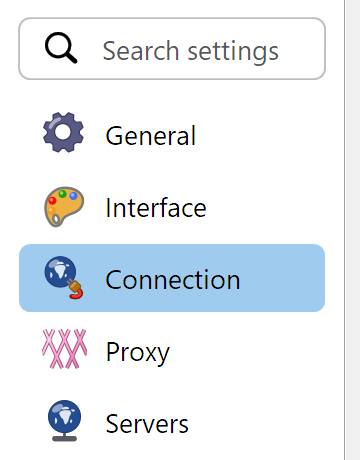 Search settings
General
Interface
Connection
Proxy
Servers